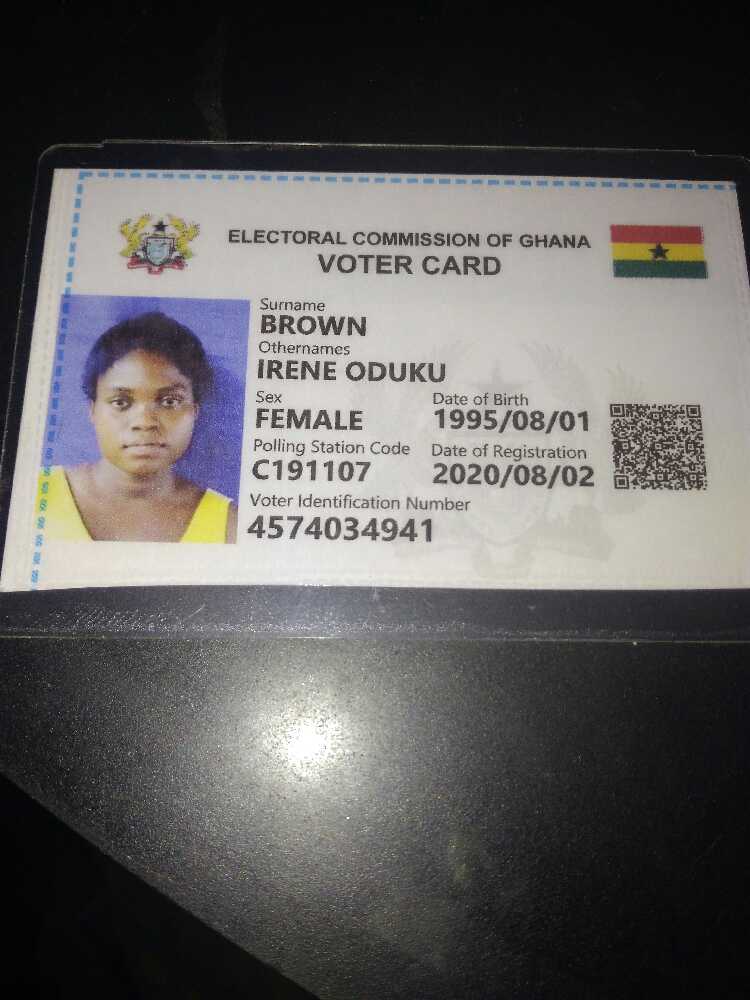 ELECTORAL COMMISSION OF GHANA
VOTER CARD
Surname
BROWN
Othernames
IRENE ODUKU
Sex Date of Birth
FEMALE 1995/08/01
Polling Station Code Date of Registration
C191107 2020/08/02
Voter Identification Number
4574034941